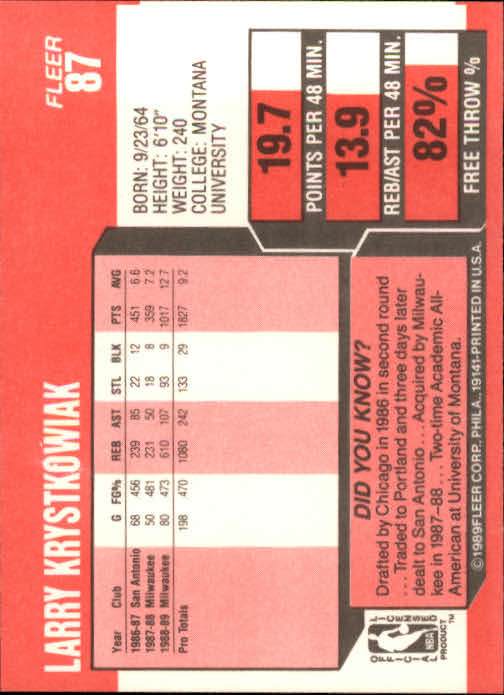 LARRY KRYSTKOWIAK
FLEER
87
BORN: 9/23/64
HEIGHT: 6'10"
WEIGHT: 240
COLLEGE: MONTANA
UNIVERSITY
Year Club G FG% REB AST STL BLK PTS AVG
1986-87 San Antonio 68 456 239 85 22 12 451 6.6
1987-88 Milwaukee 50 481 231 50 18 8 359 7.2
1988-89 Milwaukee 80 473 610 107 93 9 1017 12.7
Pro Totals 198 470 1080 242 133 29 1827 9.2
19.7
POINTS PER 48 MIN.
13.9
REB/AST PER 48 MIN.
82%
FREE THROW %
DID YOU KNOW?
Drafted by Chicago in 1986 in second round
... Traded to Portland and three days later
dealt to San Antonio ... Acquired by Milwau-
kee in 1987-88 ... Two-time Academic All-
American at University of Montana.
OFFICIAL LICENSED
NBA
PRODUCT™
©1989FLEER CORP., PHILA., 19141-PRINTED IN U.S.A.